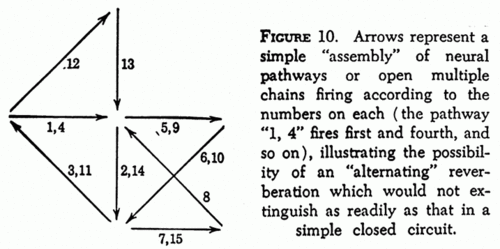 .12
13
1,4
5,9
3,11
2,14
6,10
8
7,15
FIGURE 10. Arrows represent a
simple “assembly” of neural
pathways or open multiple
chains firing according to the
numbers on each (the pathway
“1, 4” fires first and fourth, and
so on), illustrating the possibil-
ity of an “alternating” rever-
beration which would not ex-
tinguish as readily as that in a
simple closed circuit.